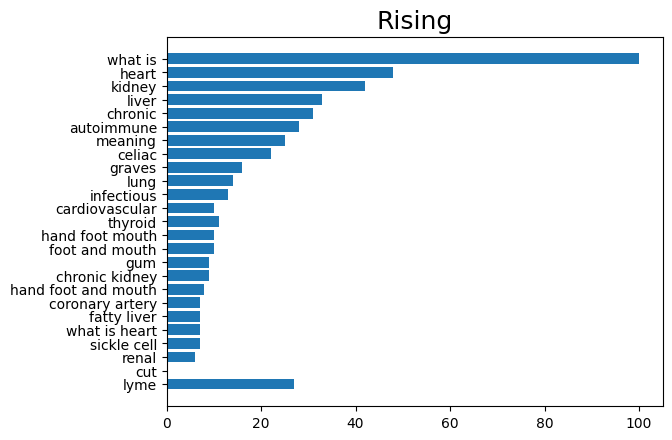 Rising
what is
heart
kidney
liver
chronic
autoimmune
meaning
celiac
graves
lung
infectious
cardiovascular
thyroid
hand foot mouth
foot and mouth
gum
chronic kidney
hand foot and mouth
coronary artery
fatty liver
what is heart
sickle cell
renal
cut
lyme
0 20 40 60 80 100